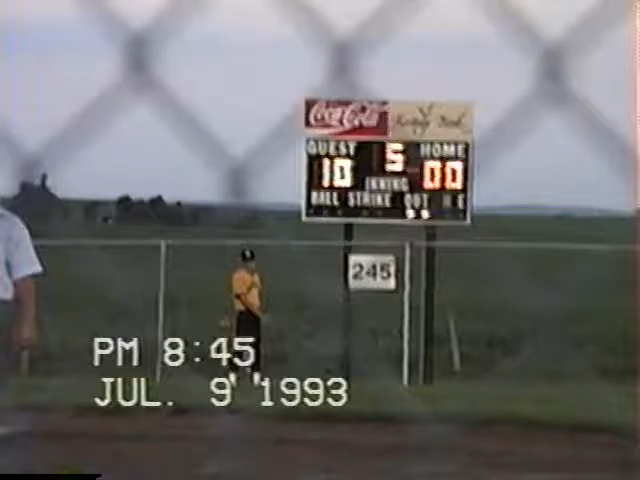 Coca-Cola
GUEST 5 HOME
10 INNING 00
BALL STRIKE OUT H E
245
PM 8:45
JUL. 9 1993